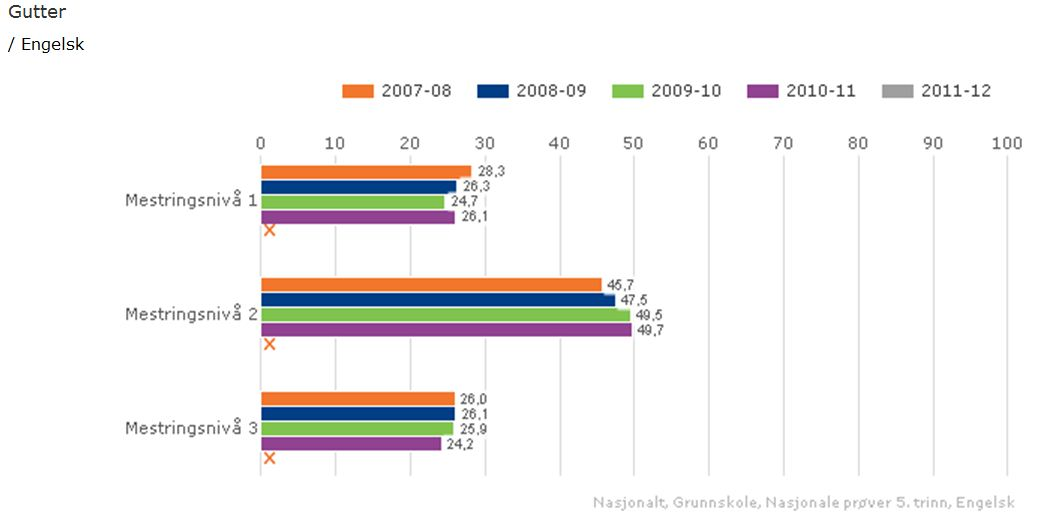 Gutter
/ Engelsk
2007-08 2008-09 2009-10 2010-11 2011-12
0 10 20 30 40 50 60 70 80 90 100
28,3
26,3
Mestringsnivå 1 24,7
26,1
45,7
47,5
Mestringsnivå 2 49,5
49,7
26,0
26,1
Mestringsnivå 3 25,9
24,2
Nasjonalt, Grunnskole, Nasjonale prøver 5. trinn, Engelsk